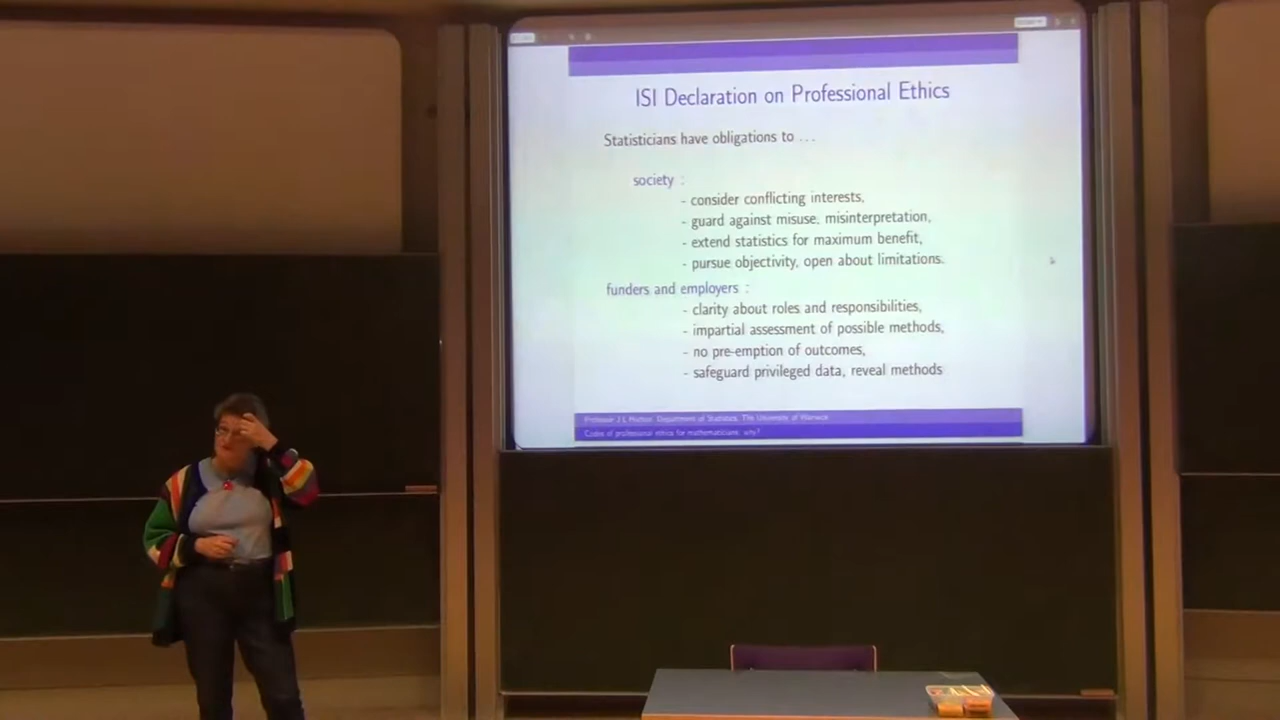 ISI Declaration on Professional Ethics
Statisticians have obligations to ...
society :
- consider conflicting interests,
- guard against misuse, misinterpretation,
- extend statistics for maximum benefit,
- pursue objectivity, open about limitations.
funders and employers :
- clarity about roles and responsibilities,
- impartial assessment of possible methods,
- no pre-emption of outcomes,
- safeguard privileged data, reveal methods
Professor J L Hutton, Department of Statistics, The University of Warwick
Codes of professional ethics for mathematicians: why?